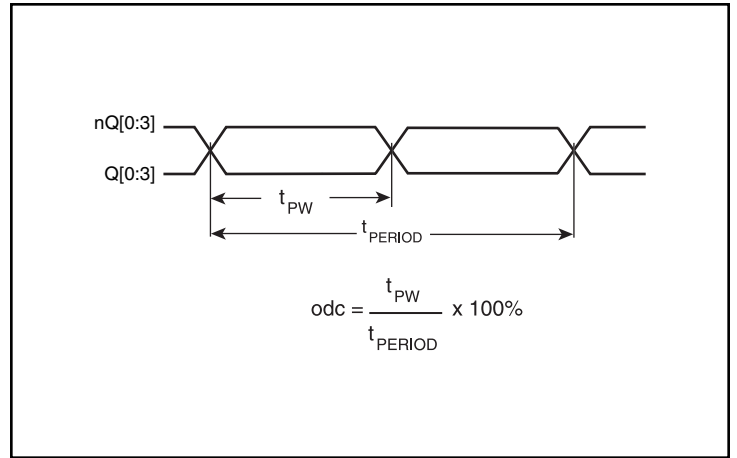 nQ[0:3]
Q[0:3]
tPW
tPERIOD
odc = tPW / tPERIOD x 100%